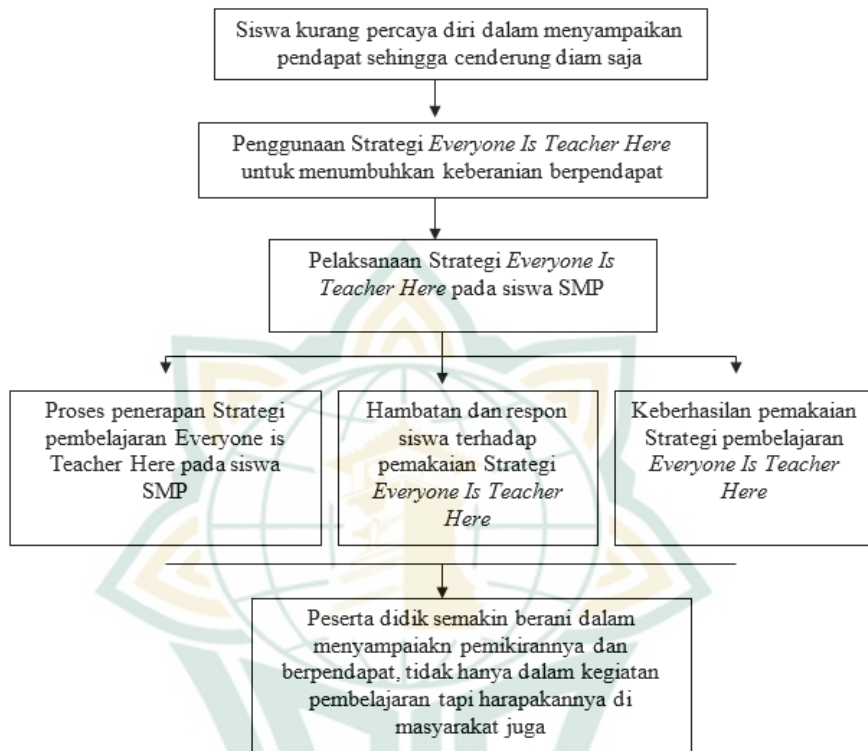 Siswa kurang percaya diri dalam menyampaikan
pendapat sehingga cenderung diam saja
Penggunaan Strategi Everyone Is Teacher Here
untuk menumbuhkan keberanian berpendapat
Pelaksanaan Strategi Everyone Is
Teacher Here pada siswa SMP
Proses penerapan Strategi
pembelajaran Everyone is
Teacher Here pada siswa
SMP
Hambatan dan respon
siswa terhadap
pemakaian Strategi
Everyone Is Teacher
Here
Keberhasilan pemakaian
Strategi pembelajaran
Everyone Is Teacher
Here
Peserta didik semakin berani dalam
menyampaiakn pemikirannya dan
berpendapat, tidak hanya dalam kegiatan
pembelajaran tapi harapakannya di
masyarakat juga